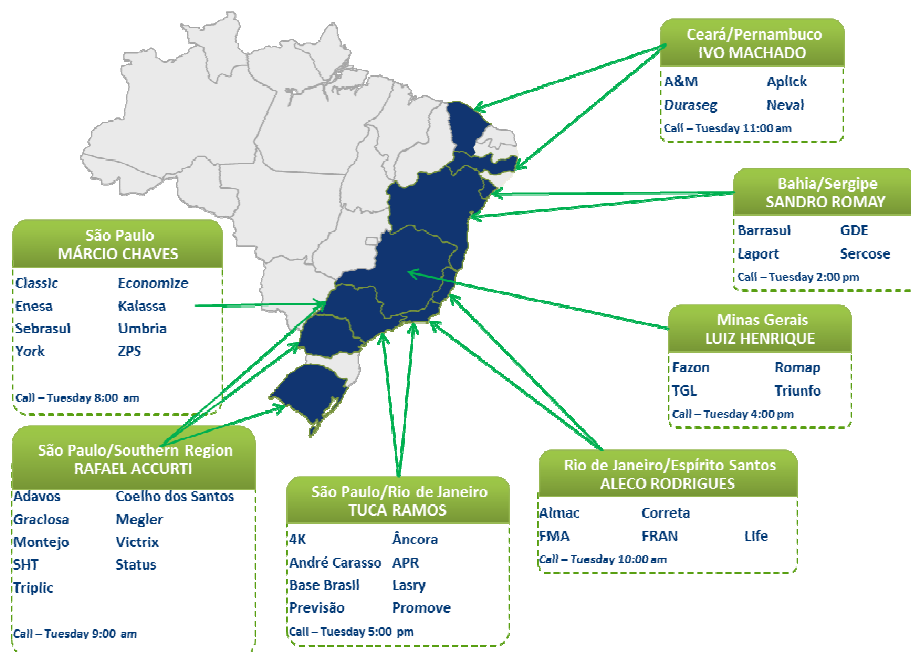 Ceará/Pernambuco
IVO MACHADO
A&M Aplick
Duraseg Neval
Call – Tuesday 11:00 am
Bahia/Sergipe
SANDRO ROMAY
Barrasul GDE
Laport Sercose
Call – Tuesday 2:00 pm
São Paulo
MÁRCIO CHAVES
Classic Economize
Enesa Kalassa
Sebrasul Umbria
York ZPS
Call – Tuesday 8:00 am
Minas Gerais
LUIZ HENRIQUE
Fazon Romap
TGL Triunfo
Call – Tuesday 4:00 pm
São Paulo/Southern Region
RAFAEL ACCURTI
Adavos Coelho dos Santos
Graciosa Megler
Montejo Victrix
SHT Status
Triplic
Call – Tuesday 9:00 am
São Paulo/Rio de Janeiro
TUCA RAMOS
4K Âncora
André Carasso APR
Base Brasil Lasry
Previsão Promove
Call – Tuesday 5:00 pm
Rio de Janeiro/Espírito Santos
ALECO RODRIGUES
Almac Correta
FMA FRAN Life
Call – Tuesday 10:00 am